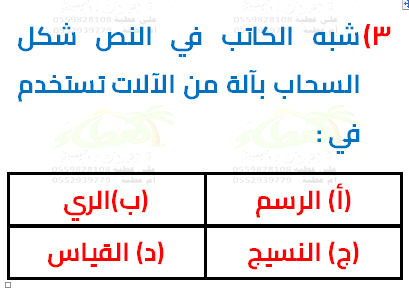 ٣) شبه الكاتب في النص شكل
السحاب بآلة من الآلات تستخدم
في :
(أ) الرسم
(ب)الري
(ج) النسيج
(د) القياس